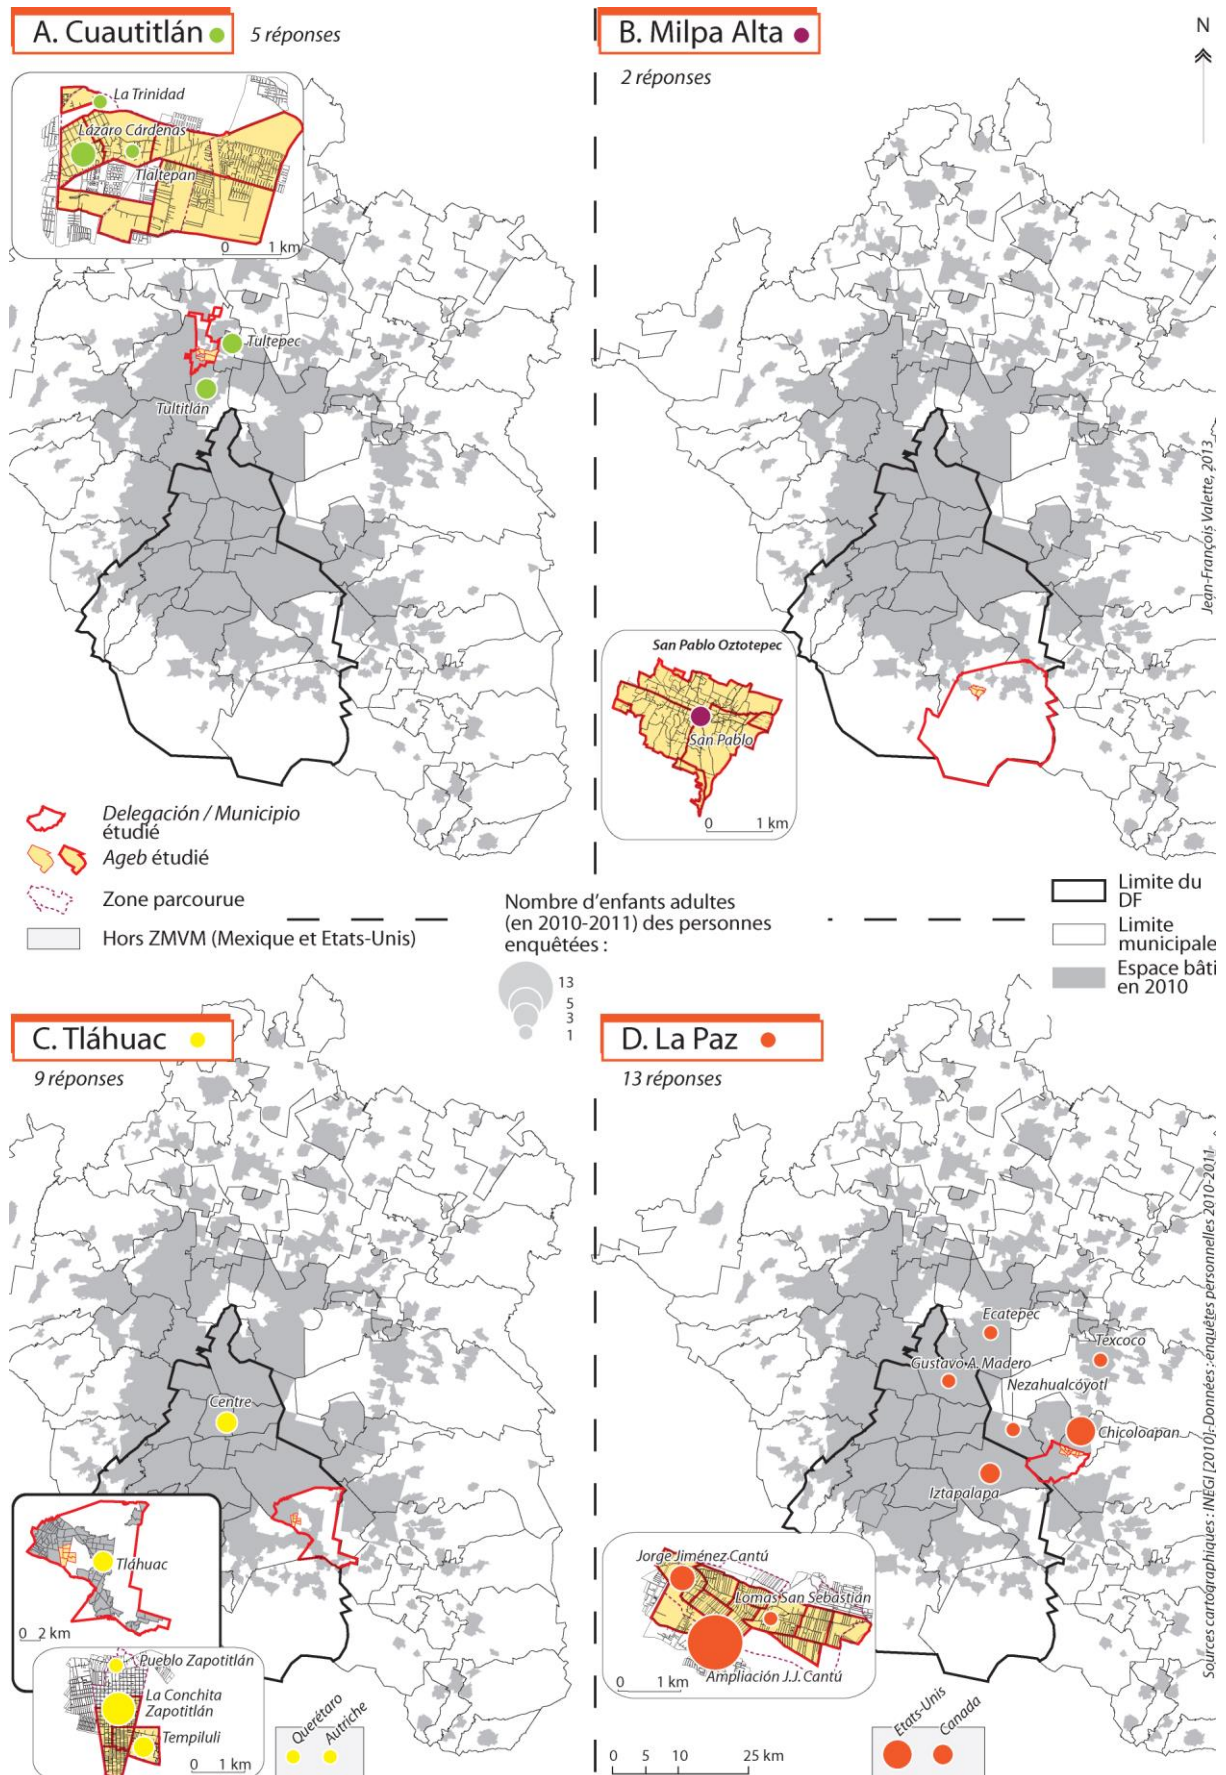 A. Cuautitlán
5 réponses
La Trinidad
Lázaro Cárdenas
Tlaltepan
0 1 km
Tultepec
Tultitlán
B. Milpa Alta
2 réponses
N
San Pablo Oztotepec
San Pablo
0 1 km
Jean-François Valette, 2013
Delegación / Municipio
étudié
Ageb étudié
Zone parcourue
Hors ZMVM (Mexique et Etats-Unis)
Nombre d'enfants adultes
(en 2010-2011) des personnes
enquêtées :
13
5
3
1
Limite du
DF
Limite
municipale
Espace bâti
en 2010
C. Tláhuac
9 réponses
Centre
Tláhuac
0 2 km
Pueblo Zapotitlán
La Conchita
Zapotitlán
Tempiluli
0 1 km
Querétaro
Autriche
D. La Paz
13 réponses
Ecatepec
Texcoco
Gustavo A. Madero
Nezahualcóyotl
Chicoloapan
Iztapalapa
Jorge Jiménez Cantú
Lomas San Sebastián
Ampliación J.J. Cantú
0 1 km
Etats-Unis
Canada
0 5 10 25 km
Sources cartographiques : INEGI [2010]-Données : enquêtes personnelles 2010-2011